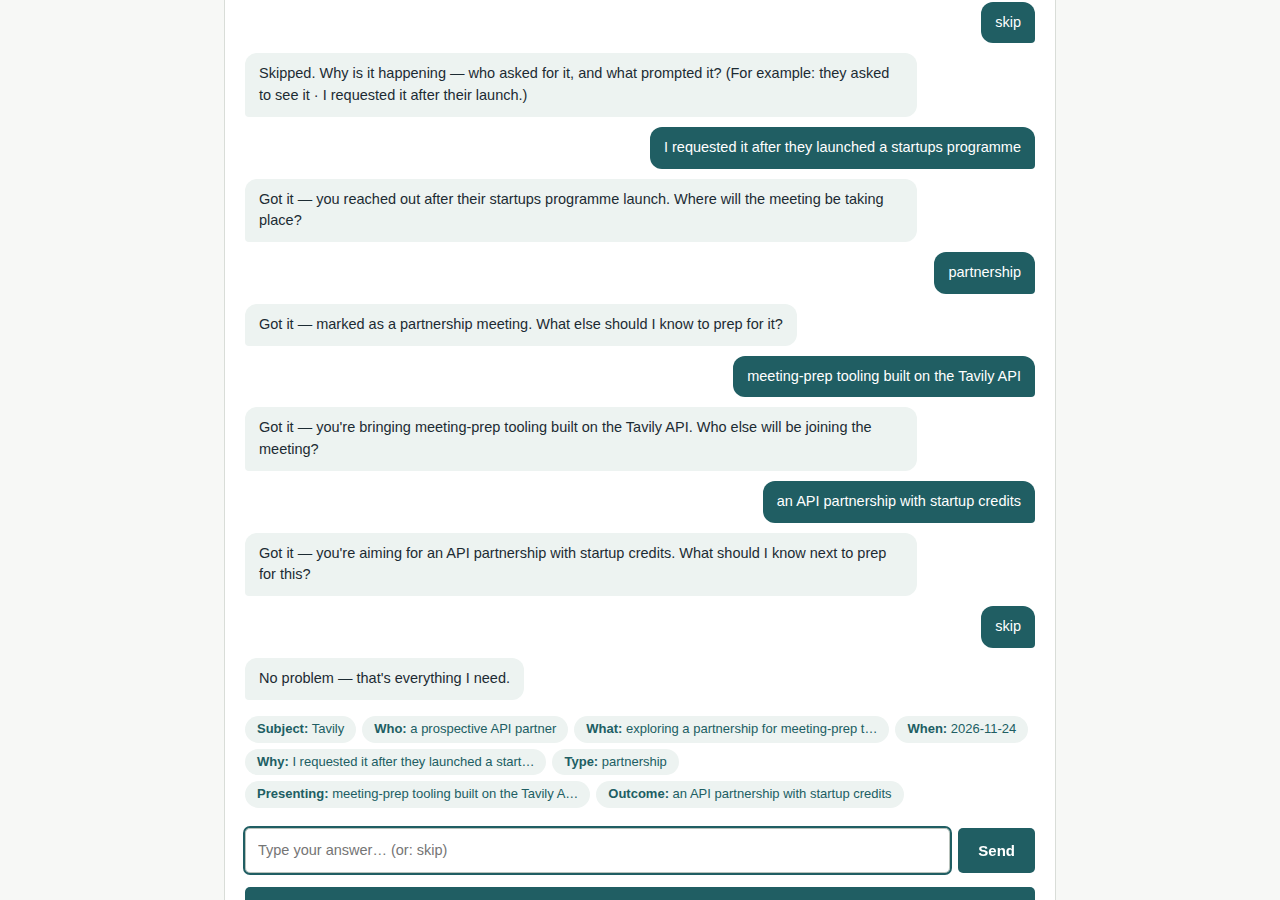 skip
Skipped. Why is it happening — who asked for it, and what prompted it? (For example: they asked
to see it · I requested it after their launch.)
I requested it after they launched a startups programme
Got it — you reached out after their startups programme launch. Where will the meeting be taking
place?
partnership
Got it — marked as a partnership meeting. What else should I know to prep for it?
meeting-prep tooling built on the Tavily API
Got it — you're bringing meeting-prep tooling built on the Tavily API. Who else will be joining the
meeting?
an API partnership with startup credits
Got it — you're aiming for an API partnership with startup credits. What should I know next to prep
for this?
skip
No problem — that's everything I need.
Subject: Tavily Who: a prospective API partner What: exploring a partnership for meeting-prep t… When: 2026-11-24
Why: I requested it after they launched a start… Type: partnership
Presenting: meeting-prep tooling built on the Tavily A… Outcome: an API partnership with startup credits
Type your answer… (or: skip) Send